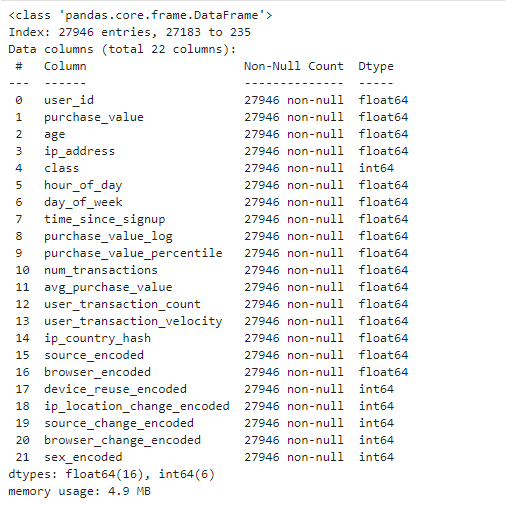 <class 'pandas.core.frame.DataFrame'>
Index: 27946 entries, 27183 to 235
Data columns (total 22 columns):
 #   Column                     Non-Null Count  Dtype
---  ------                     --------------  -----
 0   user_id                    27946 non-null  float64
 1   purchase_value             27946 non-null  float64
 2   age                        27946 non-null  float64
 3   ip_address                 27946 non-null  float64
 4   class                      27946 non-null  int64
 5   hour_of_day                27946 non-null  float64
 6   day_of_week                27946 non-null  float64
 7   time_since_signup          27946 non-null  float64
 8   purchase_value_log         27946 non-null  float64
 9   purchase_value_percentile  27946 non-null  float64
 10  num_transactions           27946 non-null  float64
 11  avg_purchase_value         27946 non-null  float64
 12  user_transaction_count     27946 non-null  float64
 13  user_transaction_velocity  27946 non-null  float64
 14  ip_country_hash            27946 non-null  float64
 15  source_encoded             27946 non-null  float64
 16  browser_encoded            27946 non-null  float64
 17  device_reuse_encoded       27946 non-null  int64
 18  ip_location_change_encoded 27946 non-null  int64
 19  source_change_encoded      27946 non-null  int64
 20  browser_change_encoded     27946 non-null  int64
 21  sex_encoded                27946 non-null  int64
dtypes: float64(16), int64(6)
memory usage: 4.9 MB